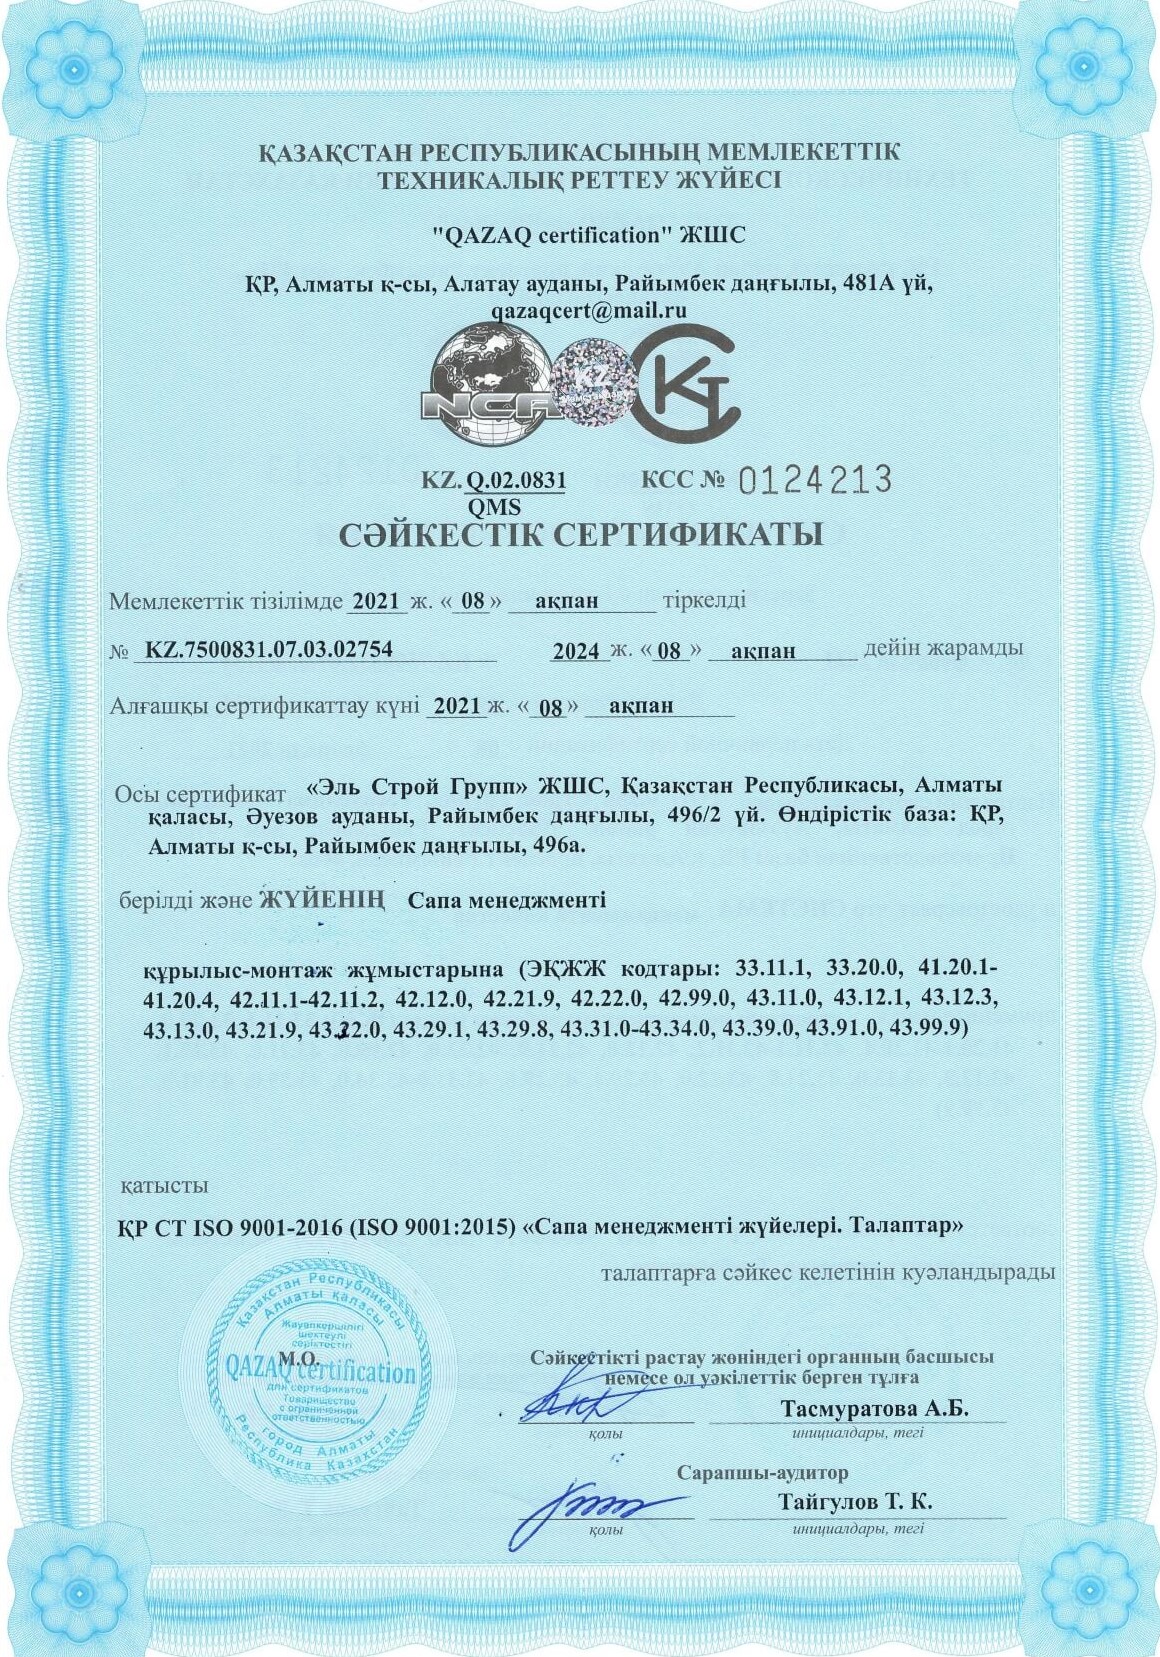 ҚАЗАҚСТАН РЕСПУБЛИКАСЫНЫҢ МЕМЛЕКЕТТІК
ТЕХНИКАЛЫҚ РЕТТЕУ ЖҮЙЕСІ
"QAZAQ certification" ЖШС
ҚР, Алматы қ-сы, Алатау ауданы, Райымбек даңғылы, 481А үй,
qazaqcert@mail.ru
NCA KZ КТ
KZ.Q.02.0831 КСС № 0124213
QMS
СӘЙКЕСТІК СЕРТИФИКАТЫ
Мемлекеттік тізілімде 2021 ж. « 08 » ақпан тіркелді
№ KZ.7500831.07.03.02754 2024 ж. « 08 » ақпан дейін жарамды
Алғашқы сертификаттау күні 2021 ж. « 08 » ақпан
Осы сертификат «Эль Строй Групп» ЖШС, Қазақстан Республикасы, Алматы
қаласы, Әуезов ауданы, Райымбек даңғылы, 496/2 үй. Өндірістік база: ҚР,
Алматы қ-сы, Райымбек даңғылы, 496а.
берілді және ЖҮЙЕНІҢ Сапа менеджменті
құрылыс-монтаж жұмыстарына (ЭҚЖЖ кодтары: 33.11.1, 33.20.0, 41.20.1-
41.20.4, 42.11.1-42.11.2, 42.12.0, 42.21.9, 42.22.0, 42.99.0, 43.11.0, 43.12.1, 43.12.3,
43.13.0, 43.21.9, 43.22.0, 43.29.1, 43.29.8, 43.31.0-43.34.0, 43.39.0, 43.91.0, 43.99.9)
қатысты
ҚР СТ ISO 9001-2016 (ISO 9001:2015) «Сапа менеджменті жүйелері. Талаптар»
талаптарға сәйкес келетінін куәландырады
Қазақстан Республикасы
Алматы қаласы
Жауапкершілігі
шектеулі
серіктестігі
М.О.
QAZAQ certification
для сертификатов
Товарищество
с ограниченной
ответственностью
город Алматы
Республика Казахстан
Сәйкестікті растау жөніндегі органның басшысы
немесе ол уәкілеттік берген тұлға
Тасмуратова А.Б.
қолы инициалдары, тегі
Сарапшы-аудитор
Тайгулов Т. К.
қолы инициалдары, тегі